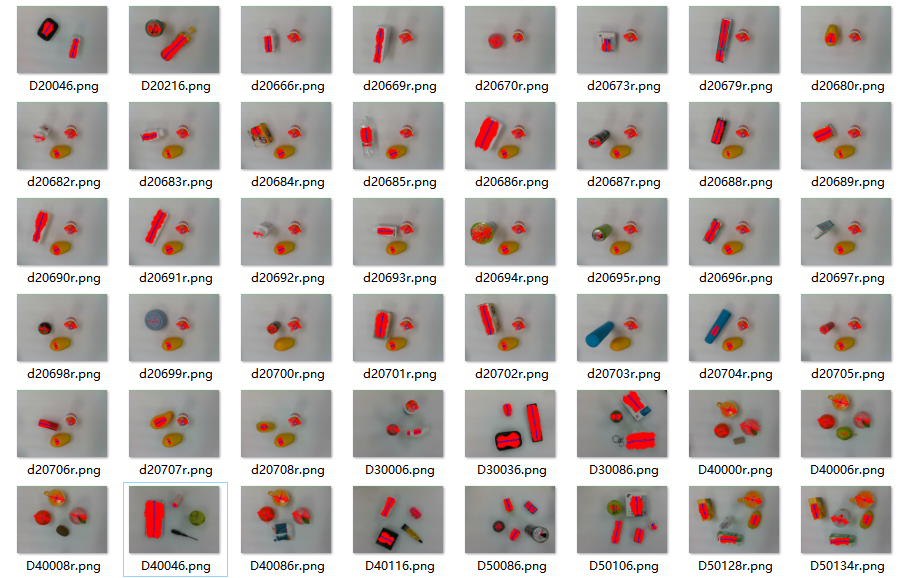 D20046.png D20216.png d20666r.png d20669r.png d20670r.png d20673r.png d20679r.png d20680r.png
d20682r.png d20683r.png d20684r.png d20685r.png d20686r.png d20687r.png d20688r.png d20689r.png
d20690r.png d20691r.png d20692r.png d20693r.png d20694r.png d20695r.png d20696r.png d20697r.png
d20698r.png d20699r.png d20700r.png d20701r.png d20702r.png d20703r.png d20704r.png d20705r.png
d20706r.png d20707r.png d20708r.png D30006.png D30036.png D30086.png D40000r.png D40006r.png
D40008r.png D40046.png D40086r.png D40116.png D50086.png D50106.png D50128r.png D50134r.png